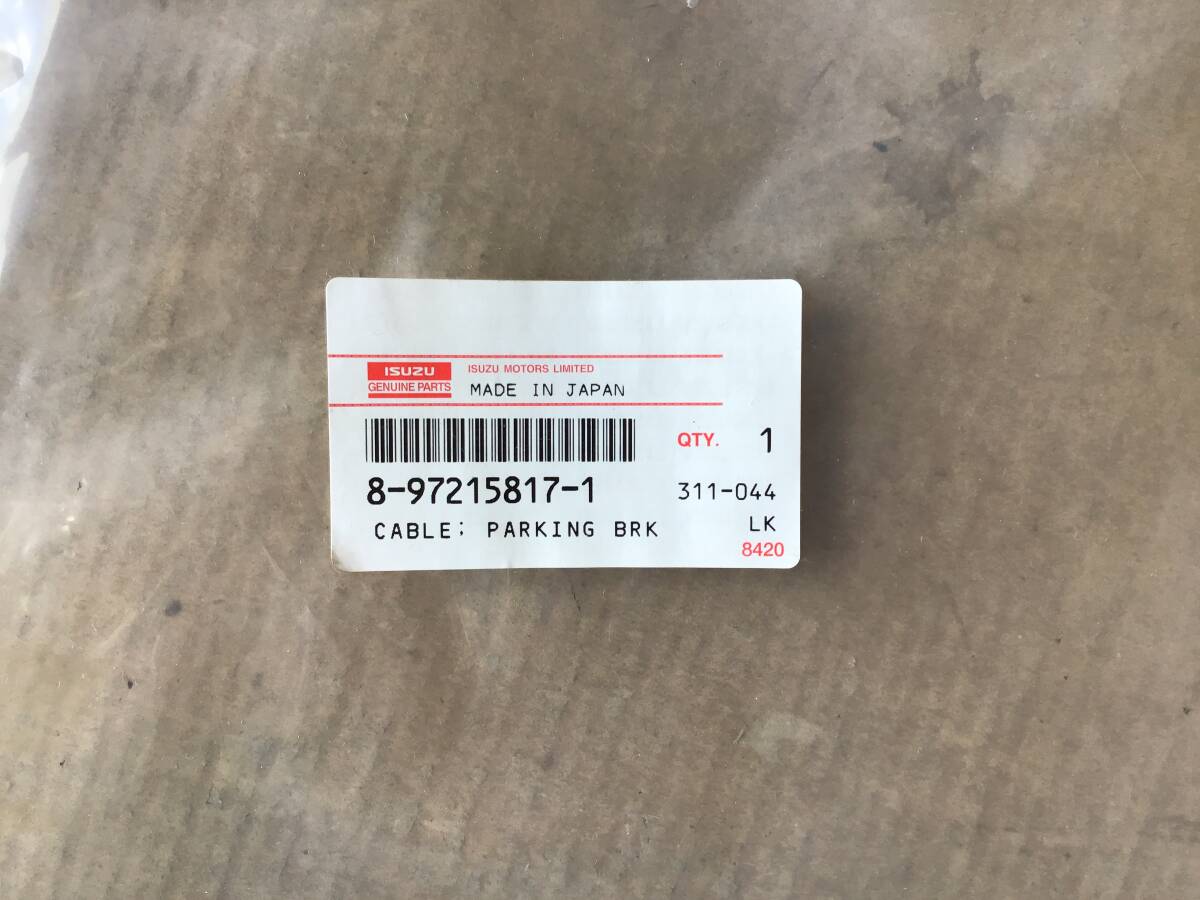 ISUZU
GENUINE PARTS
ISUZU MOTORS LIMITED
MADE IN JAPAN
QTY. 1
8-97215817-1
311-044
CABLE; PARKING BRK
LK
8420